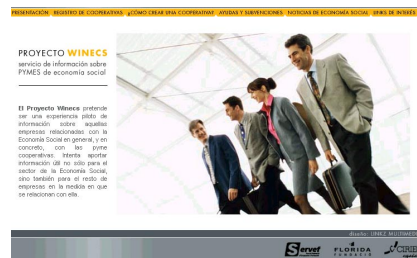 PRESENTACIÓN REGISTRO DE COOPERATIVAS ¿CÓMO CREAR UNA COOPERATIVA? AYUDAS Y SUBVENCIONES NOTICIAS DE ECONOMÍA SOCIAL LINKS DE INTERÉS
PROYECTO WINECS
servicio de información sobre
PYMES de economía social
El Proyecto Winecs pretende
ser una experiencia piloto de
información sobre aquellas
empresas relacionadas con la
Economía Social en general, y en
concreto, con las pyme
cooperativas. Intenta aportar
información útil no sólo para el
sector de la Economía Social,
sino también para el resto de
empresas en la medida en que
se relacionan con ella.
diseño:
Servef FLORIDA
FUNDACIÓ